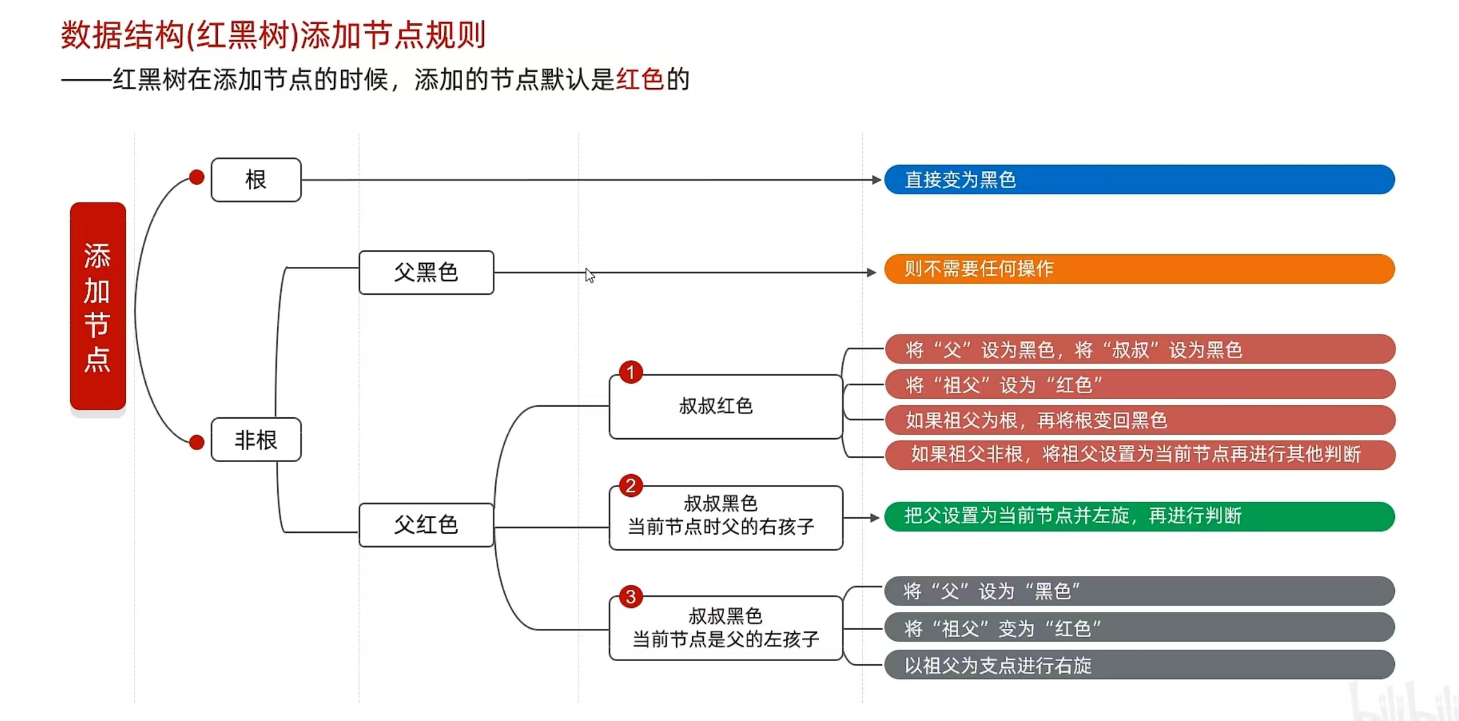 数据结构(红黑树)添加节点规则
——红黑树在添加节点的时候，添加的节点默认是红色的
添加节点
根
直接变为黑色
非根
父黑色
则不需要任何操作
父红色
1
叔叔红色
将“父”设为黑色，将“叔叔”设为黑色
将“祖父”设为“红色”
如果祖父为根，再将根变回黑色
如果祖父非根，将祖父设置为当前节点再进行其他判断
2
叔叔黑色
当前节点时父的右孩子
把父设置为当前节点并左旋，再进行判断
3
叔叔黑色
当前节点是父的左孩子
将“父”设为“黑色”
将“祖父”变为“红色”
以祖父为支点进行右旋
bilibili